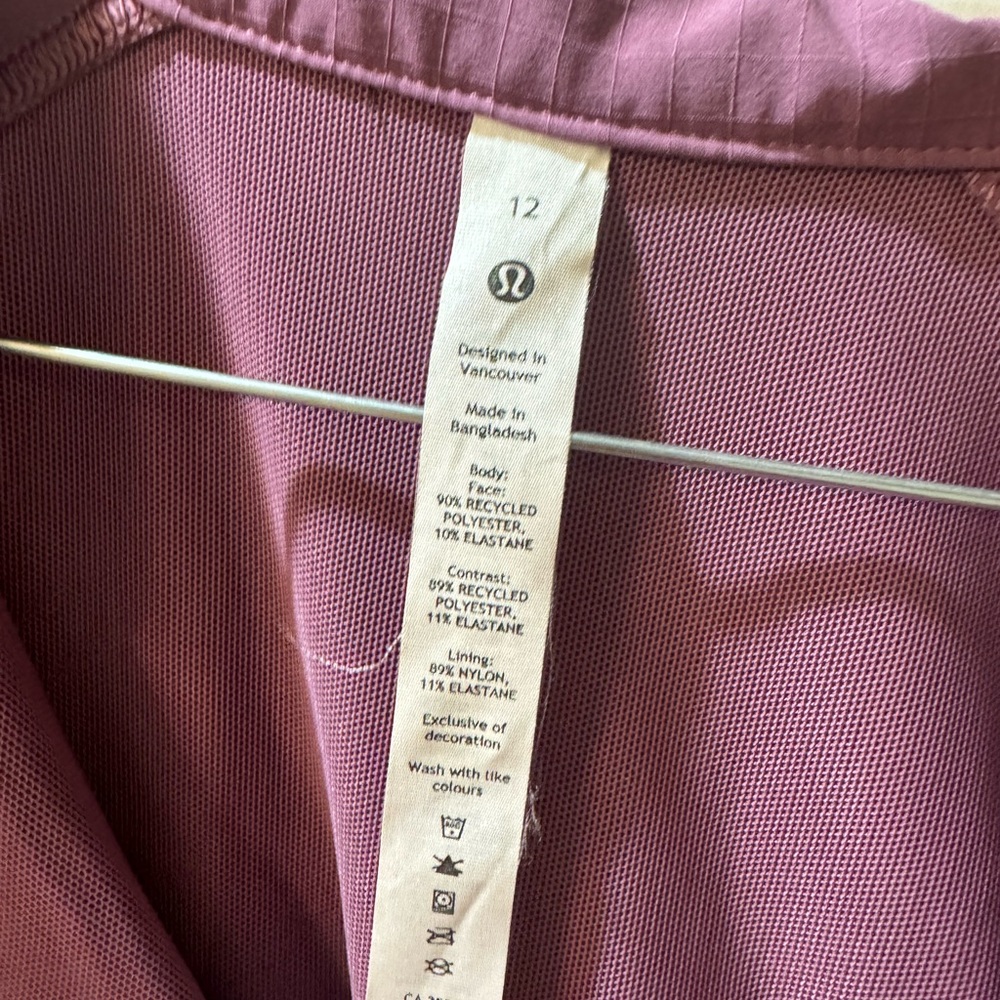 12
Designed in
Vancouver
Made in
Bangladesh
Body:
Face:
90% RECYCLED
POLYESTER,
10% ELASTANE
Contrast:
89% RECYCLED
POLYESTER,
11% ELASTANE
Lining:
89% NYLON,
11% ELASTANE
Exclusive of
decoration
Wash with like
colours
CA